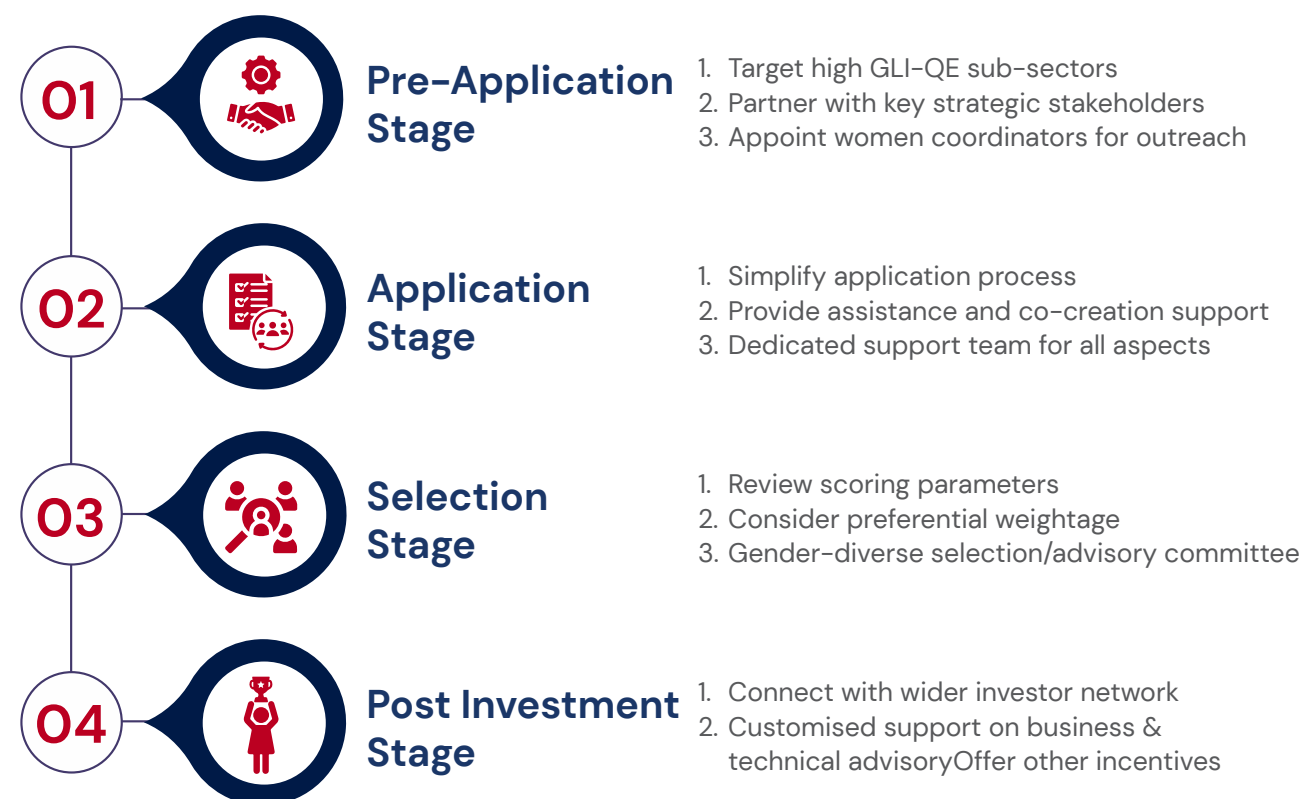 01
Pre-Application
Stage
1. Target high GLI-QE sub-sectors
2. Partner with key strategic stakeholders
3. Appoint women coordinators for outreach
02
Application
Stage
1. Simplify application process
2. Provide assistance and co-creation support
3. Dedicated support team for all aspects
03
Selection
Stage
1. Review scoring parameters
2. Consider preferential weightage
3. Gender-diverse selection/advisory committee
04
Post Investment
Stage
1. Connect with wider investor network
2. Customised support on business &
technical advisoryOffer other incentives